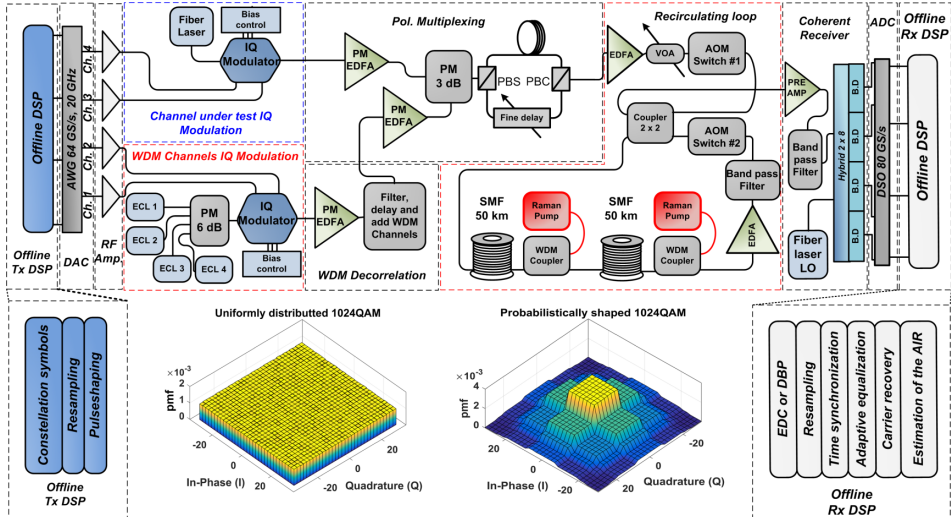 Offline DSP
AWG 64 GS/s, 20 GHz
Ch. 4
Ch. 3
Ch. 2
Ch. 1
Offline
Tx DSP
DAC
RF
Amp.
Fiber
Laser
Bias
control
IQ
Modulator
Channel under test IQ
Modulation
WDM Channels IQ Modulation
ECL 1
ECL 2
ECL 3
ECL 4
PM
6 dB
IQ
Modulator
Bias
control
Pol. Multiplexing
PM
EDFA
PM
EDFA
PM
3 dB
PBS
PBC
Fine delay
PM
EDFA
Filter,
delay and
add WDM
Channels
WDM Decorrelation
Recirculating loop
EDFA
VOA
AOM
Switch #1
Coupler
2 x 2
AOM
Switch #2
Band pass
Filter
EDFA
SMF
50 km
Raman
Pump
WDM
Coupler
SMF
50 km
Raman
Pump
WDM
Coupler
Coherent
Receiver
PRE
AMP
Band
pass
Filter
Fiber
laser
LO
Hybrid 2 x 8
B.D
B.D
B.D
B.D
ADC
DSO 80 GS/s
Offline
Rx DSP
Offline DSP
Constellation symbols
Resampling
Pulseshaping
Offline
Tx DSP
Uniformly distributted 1024QAM
×10⁻³
pmf
2
1
0
-20
0
20
In-Phase (I)
20
0
-20
Quadrature (Q)
Probabilistically shaped 1024QAM
×10⁻³
pmf
4
2
0
-20
0
20
In-Phase (I)
-20
0
20
Quadrature (Q)
EDC or DBP
Resampling
Time synchronization
Adaptive equalization
Carrier recovery
Estimation of the AIR
Offline
Rx DSP